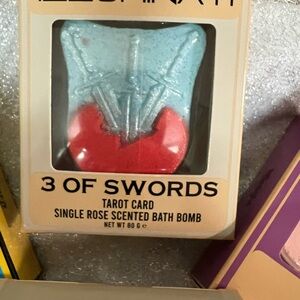 3 OF SWORDS
TAROT CARD
SINGLE ROSE SCENTED BATH BOMB
NET WT 80 G e